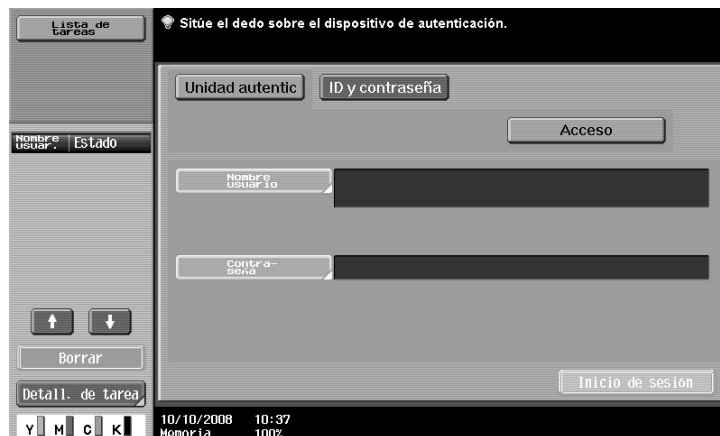 Lista de
tareas
Sitúe el dedo sobre el dispositivo de autenticación.
Unidad autentic
ID y contraseña
Acceso
Nombre
usuar.
Estado
Nombre
usuario
Contra-
seña
Borrar
Detall. de tarea
Inicio de sesión
Y M C K
10/10/2008 10:37
Memoria 100%